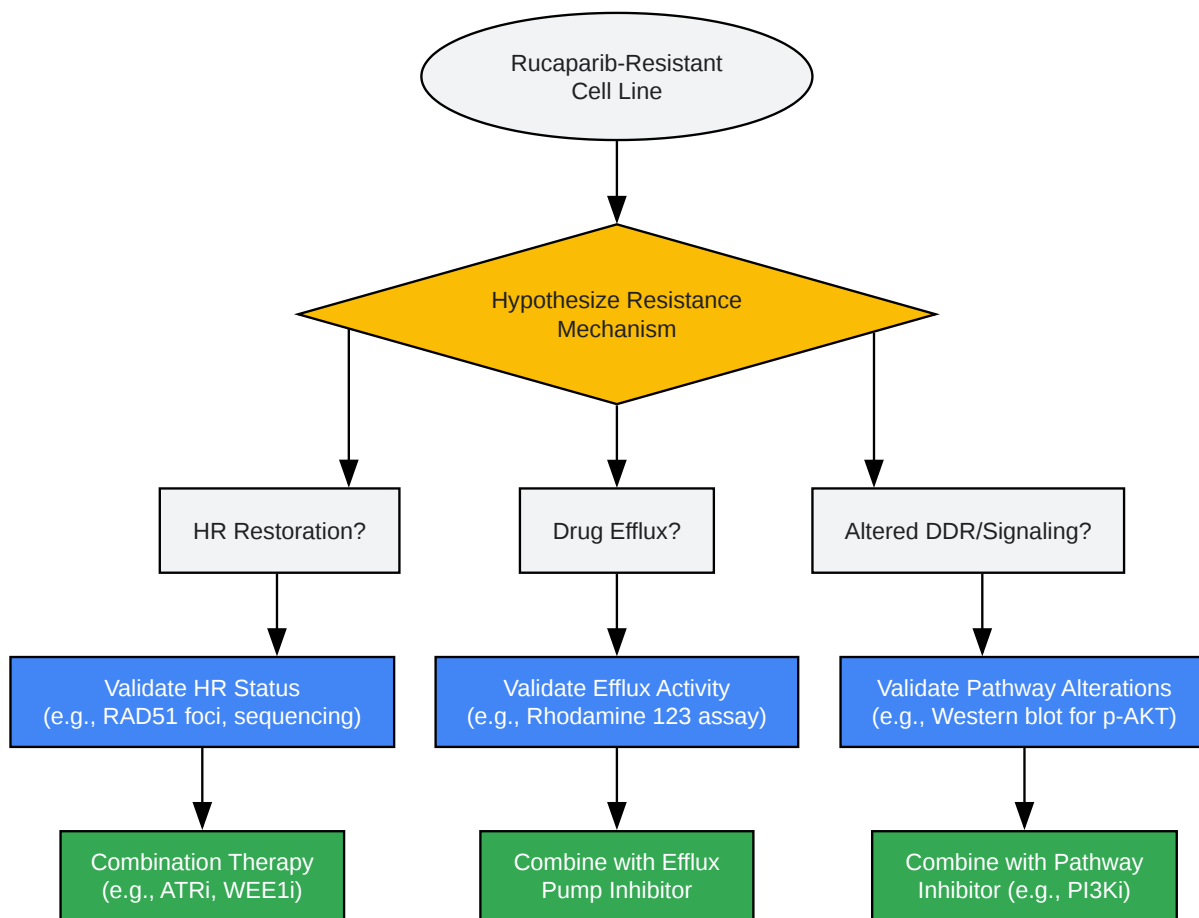 Rucaparib-Resistant
Cell Line
Hypothesize Resistance
Mechanism
HR Restoration?
Drug Efflux?
Altered DDR/Signaling?
Validate HR Status
(e.g., RAD51 foci, sequencing)
Validate Efflux Activity
(e.g., Rhodamine 123 assay)
Validate Pathway Alterations
(e.g., Western blot for p-AKT)
Combination Therapy
(e.g., ATRi, WEE1i)
Combine with Efflux
Pump Inhibitor
Combine with Pathway
Inhibitor (e.g., PI3Ki)